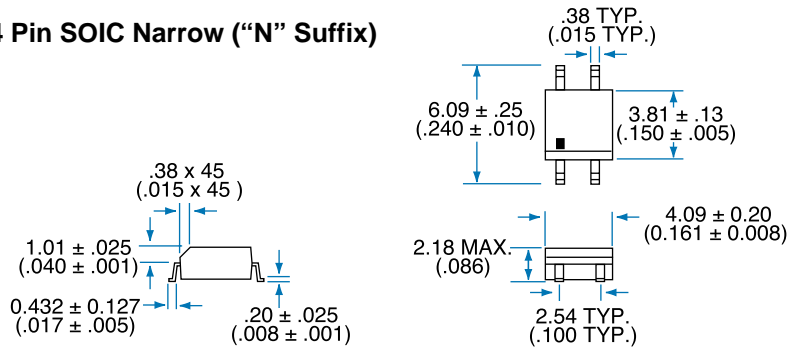 4 Pin SOIC Narrow (“N” Suffix)
.38 TYP.
(.015 TYP.)
6.09 ± .25
(.240 ± .010)
3.81 ± .13
(.150 ± .005)
.38 x 45
(.015 x 45 )
1.01 ± .025
(.040 ± .001)
0.432 ± 0.127
(.017 ± .005)
.20 ± .025
(.008 ± .001)
4.09 ± 0.20
(0.161 ± 0.008)
2.18 MAX.
(.086)
2.54 TYP.
(.100 TYP.)